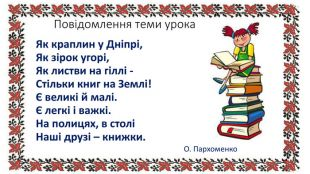 Повідомлення теми урока
Як краплин у Дніпрі,
Як зірок угорі,
Як листви на гіллі -
Стільки книг на Землі!
Є великі й малі.
Є легкі і важкі.
На полицях, в столі
Наші друзі – книжки.
О. Пархоменко